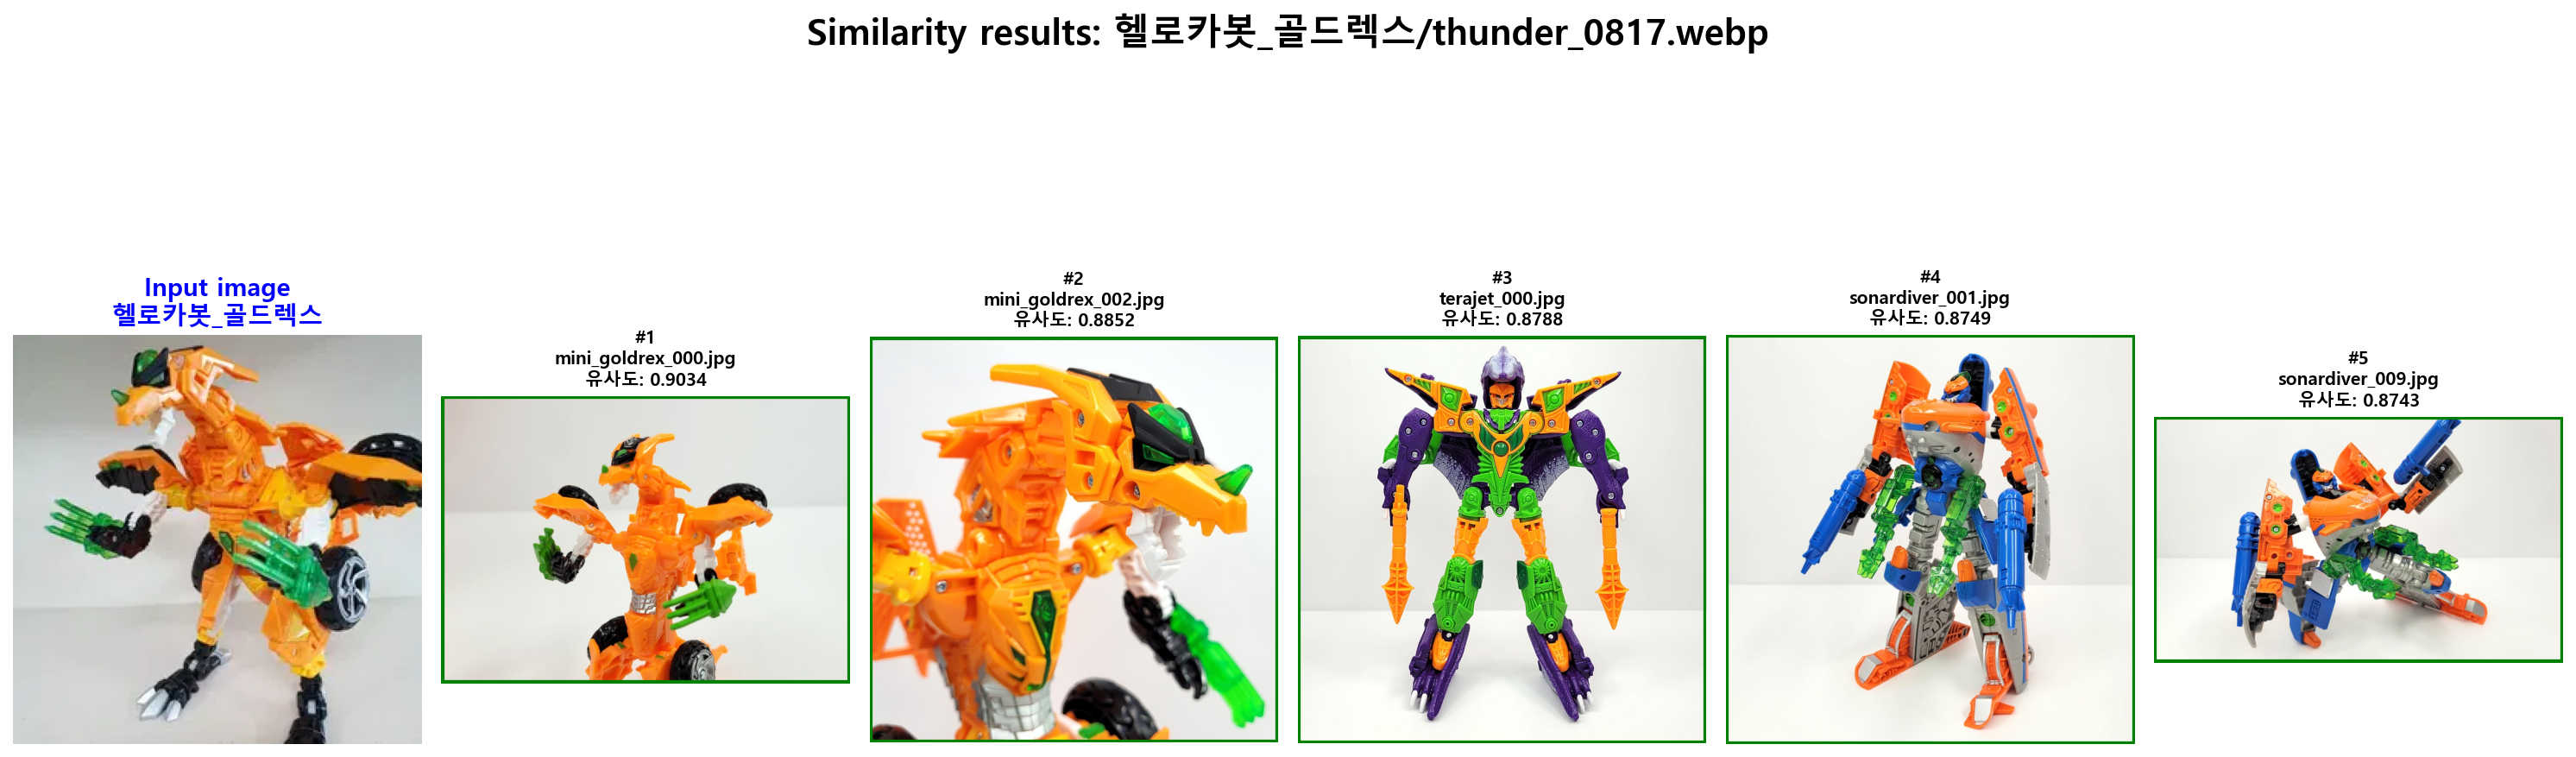 Similarity results: 헬로카봇_골드렉스/thunder_0817.webp
Input image
헬로카봇_골드렉스
#1
mini_goldrex_000.jpg
유사도: 0.9034
#2
mini_goldrex_002.jpg
유사도: 0.8852
#3
terajet_000.jpg
유사도: 0.8788
#4
sonardiver_001.jpg
유사도: 0.8749
#5
sonardiver_009.jpg
유사도: 0.8743